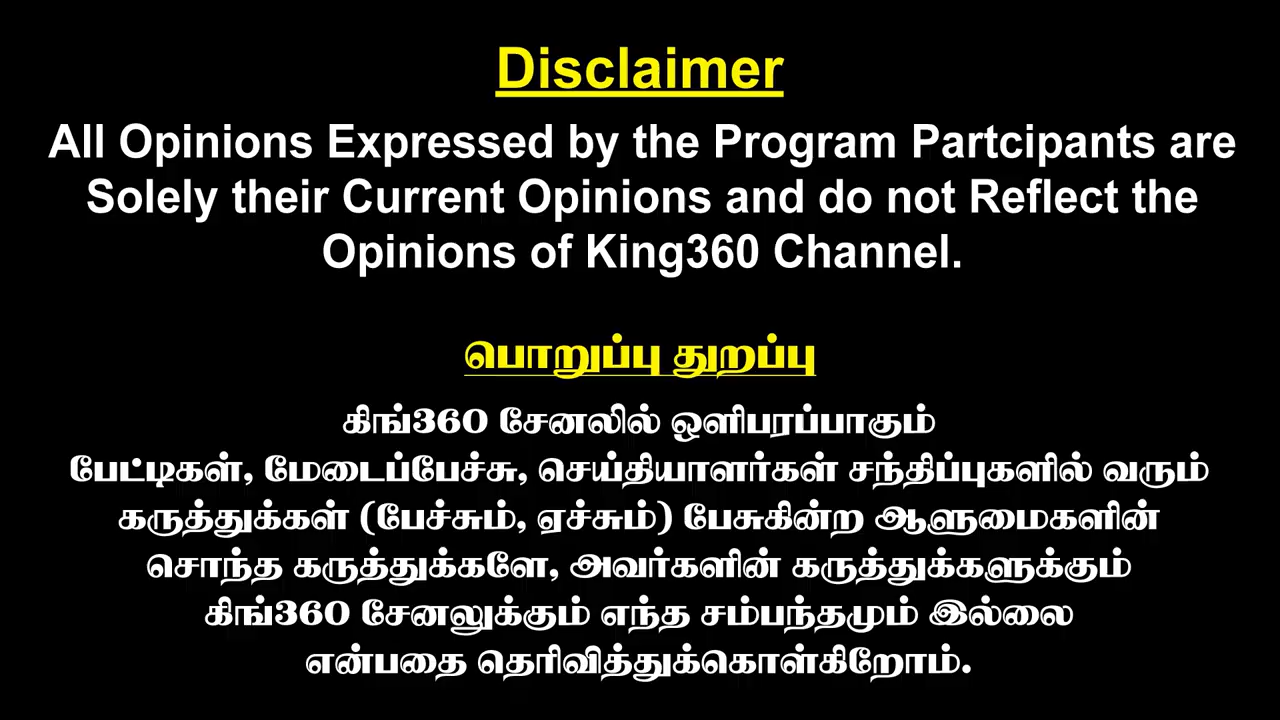 Disclaimer
All Opinions Expressed by the Program Partcipants are
Solely their Current Opinions and do not Reflect the
Opinions of King360 Channel.
பொறுப்பு துறப்பு
கிங்360 சேனலில் ஒளிபரப்பாகும்
பேட்டிகள், மேடைப்பேச்சு, செய்தியாளர்கள் சந்திப்புகளில் வரும்
கருத்துக்கள் (பேச்சும், ஏச்சும்) பேசுகின்ற ஆளுமைகளின்
சொந்த கருத்துக்களே, அவர்களின் கருத்துக்களுக்கும்
கிங்360 சேனலுக்கும் எந்த சம்பந்தமும் இல்லை
என்பதை தெரிவித்துக்கொள்கிறோம்.